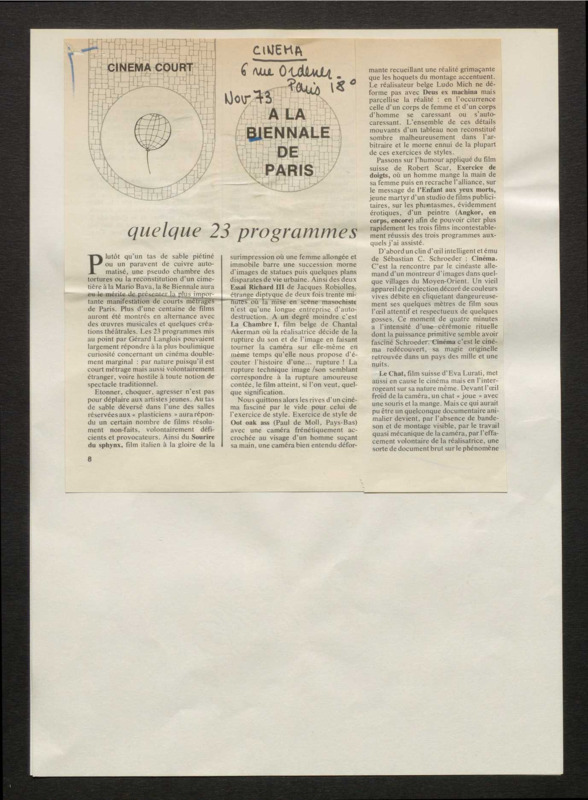 CINEMA COURT
CINEMA
6 rue Ordener
Paris 18e
Nov 73
A LA
BIENNALE
DE
PARIS
quelque 23 programmes
Plutôt qu'un tas de sable piétiné
ou un paravent de cuivre auto-
matisé, une pseudo chambre des
tortures ou la reconstitution d'un cime-
tière à la Mario Bava, la 8e Biennale aura
eu le mérite de présenter la plus impor-
tante manifestation de courts métrages
de Paris. Plus d'une centaine de films
auront été montrés en alternance avec
des œuvres musicales et quelques créa-
tions théâtrales. Les 23 programmes mis
au point par Gérard Langlois pouvaient
largement répondre à la plus boulimique
curiosité concernant un cinéma double-
ment marginal : par nature puisqu'il est
court métrage mais aussi volontairement
étranger, voire hostile à toute notion de
spectacle traditionnel.
Etonner, choquer, agresser n'est pas
pour déplaire aux artistes jeunes. Au tas
de sable déversé dans l'une des salles
réservées aux « plasticiens » aura répon-
du un certain nombre de films résolu-
ment non-faits, volontairement défi-
cients et provocateurs. Ainsi du Sourire
du sphynx, film italien à la gloire de la
8
surimpression où une femme allongée et
immobile barre une succession morne
d'images de statues puis quelques plans
disparates de vie urbaine. Ainsi des deux
Essai Richard III de Jacques Robiolles,
étrange diptyque de deux fois trente mi-
nutes où la mise en scène masochiste
n'est qu'une longue entreprise d'auto-
destruction. A un degré moindre c'est
La Chambre I, film belge de Chantal
Akerman où la réalisatrice décide de la
rupture du son et de l'image en faisant
tourner la caméra sur elle-même en
même temps qu'elle nous propose d'é-
couter l'histoire d'une... rupture ! La
rupture technique image/son semblant
correspondre à la rupture amoureuse
contée, le film atteint, si l'on veut, quel-
que signification.
Nous quittons alors les rives d'un ciné-
ma fasciné par le vide pour celui de
l'exercice de style. Exercice de style de
Oot oak ass (Paul de Moll, Pays-Bas)
avec une caméra frénétiquement ac-
crochée au visage d'un homme suçant
sa main, une caméra bien entendu défor-
mante recueillant une réalité grimaçante
que les hoquets du montage accentuent.
Le réalisateur belge Ludo Mich ne dé-
forme pas avec Deus ex machina mais
parcellise la réalité : en l'occurrence
celle d'un corps de femme et d'un corps
d'homme se caressant ou s'auto-
caressant. L'ensemble de ces détails
mouvants d'un tableau non reconstitué
sombre malheureusement dans l'ar-
bitraire et le morne ennui de la plupart
de ces exercices de styles.
Passons sur l'humour appliqué du film
suisse de Robert Scar, Exercice de
doigts, où un homme mange la main de
sa femme puis en recrache l'alliance, sur
le message de l'Enfant aux yeux morts,
jeune martyr d'un studio de films publici-
taires, sur les phantasmes, évidemment
érotiques, d'un peintre (Angkor, en
corps, encore) afin de pouvoir citer plus
rapidement les trois films incontestable-
ment réussis des trois programmes aux-
quels j'ai assisté.
D'abord un clin d'œil intelligent et ému
de Sébastian C. Schroeder : Cinéma.
C'est la rencontre par le cinéaste alle-
mand d'un montreur d'images dans quel-
que villages du Moyen-Orient. Un vieil
appareil de projection décoré de couleurs
vives débite en cliquetant dangereuse-
ment ses quelques mètres de film sous
l'œil attentif et respectueux de quelques
gosses. Ce moment de quatre minutes
a l'intensité d'une cérémonie rituelle
dont la puissance primitive semble avoir
fasciné Schroeder. Cinéma c'est le ciné-
ma redécouvert, sa magie originelle
retrouvée dans un pays des mille et une
nuits.
Le Chat, film suisse d'Eva Lurati, met
aussi en cause le cinéma mais en l'inter-
rogeant sur sa nature même. Devant l'œil
froid de la caméra, un chat « joue » avec
une souris et la mange. Mais ce qui aurait
pu être un quelconque documentaire ani-
malier devient, par l'absence de bande-
son et de montage visible, par le travail
quasi mécanique de la caméra, par l'effa-
cement volontaire de la réalisatrice, une
sorte de document brut sur le phénomène